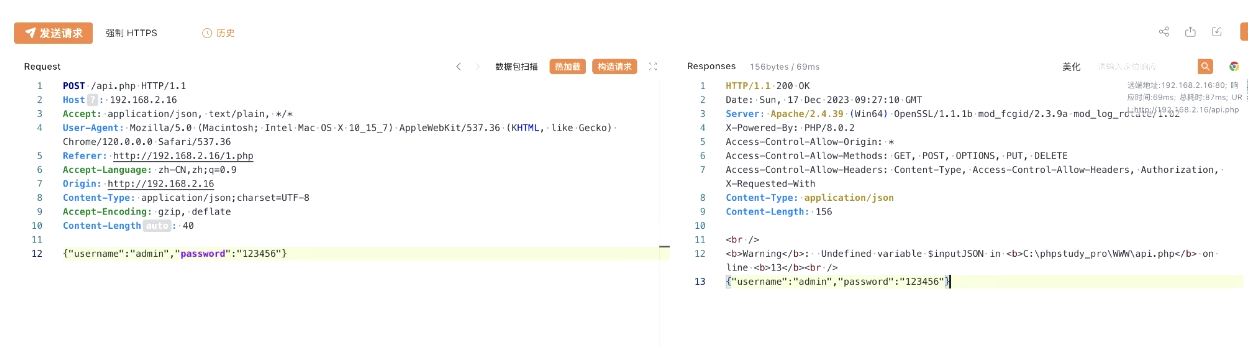 发送请求 强制 HTTPS 历史
Request 数据包扫描 热加载 构造请求
1 POST /api.php HTTP/1.1
2 Host ? : 192.168.2.16
3 Accept: application/json, text/plain, */*
4 User-Agent: Mozilla/5.0 (Macintosh; Intel Mac OS X 10_15_7) AppleWebKit/537.36 (KHTML, like Gecko)
Chrome/120.0.0.0 Safari/537.36
5 Referer: http://192.168.2.16/1.php
6 Accept-Language: zh-CN,zh;q=0.9
7 Origin: http://192.168.2.16
8 Content-Type: application/json;charset=UTF-8
9 Accept-Encoding: gzip, deflate
10 Content-Length auto : 40
11
12 {"username":"admin","password":"123456"}
Responses 156bytes / 69ms 美化
远端地址:192.168.2.16:80; 响
应时间:69ms; 总耗时:87ms; UR
L:http://192.168.2.16/api.php
1 HTTP/1.1 200 OK
2 Date: Sun, 17 Dec 2023 09:27:10 GMT
3 Server: Apache/2.4.39 (Win64) OpenSSL/1.1.1b mod_fcgid/2.3.9a mod_log_rotate/1.02
4 X-Powered-By: PHP/8.0.2
5 Access-Control-Allow-Origin: *
6 Access-Control-Allow-Methods: GET, POST, OPTIONS, PUT, DELETE
7 Access-Control-Allow-Headers: Content-Type, Access-Control-Allow-Headers, Authorization,
X-Requested-With
8 Content-Type: application/json
9 Content-Length: 156
10
11 <br />
12 <b>Warning</b>: Undefined variable $inputJSON in <b>C:\phpstudy_pro\WWW\api.php</b> on
line <b>13</b><br />
13 {"username":"admin","password":"123456"}